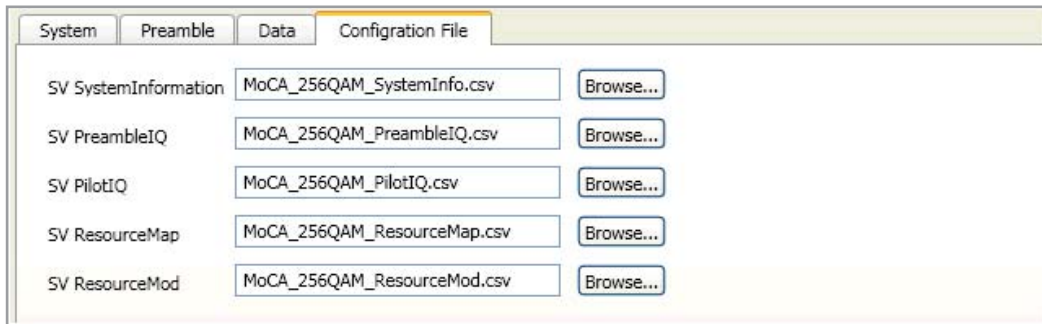 System Preamble Data Configration File
SV SystemInformation MoCA_256QAM_SystemInfo.csv Browse...
SV PreambleIQ MoCA_256QAM_PreambleIQ.csv Browse...
SV PilotIQ MoCA_256QAM_PilotIQ.csv Browse...
SV ResourceMap MoCA_256QAM_ResourceMap.csv Browse...
SV ResourceMod MoCA_256QAM_ResourceMod.csv Browse...